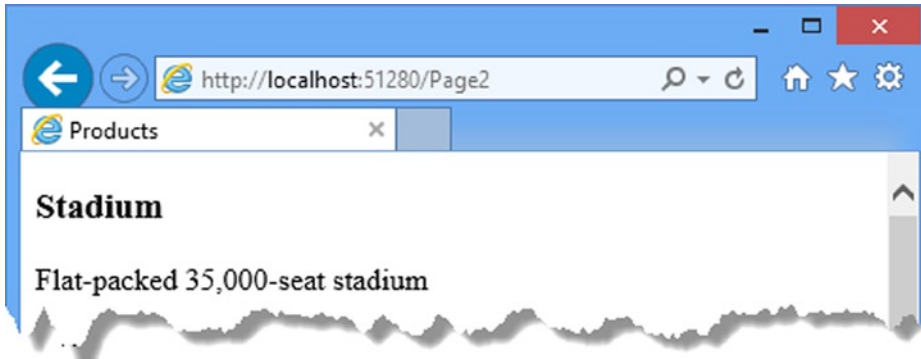 http://localhost:51280/Page2
Products
Stadium
Flat-packed 35,000-seat stadium